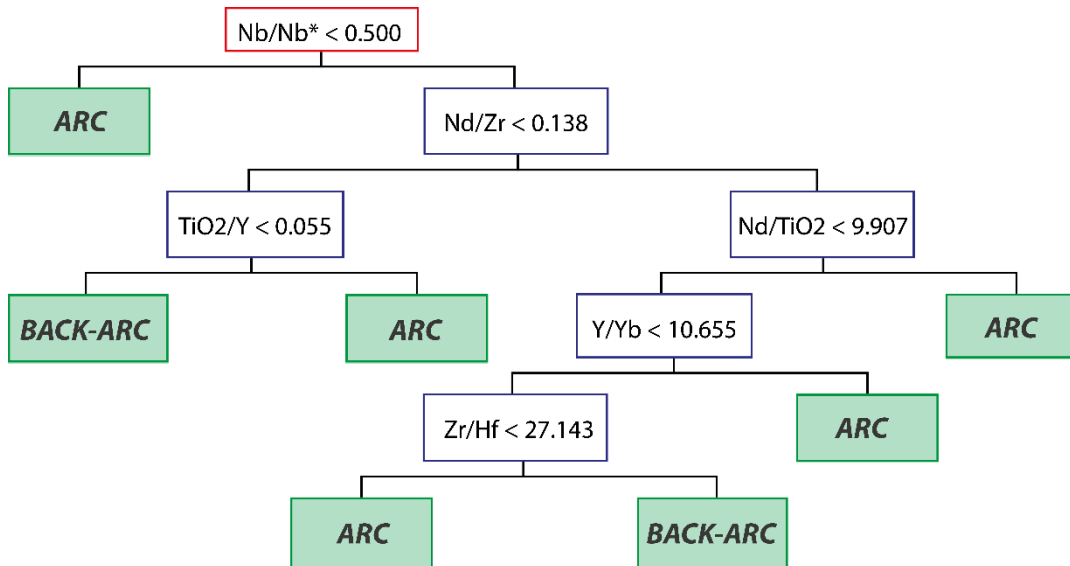 Nb/Nb* < 0.500
ARC
Nd/Zr < 0.138
TiO2/Y < 0.055
Nd/TiO2 < 9.907
BACK-ARC
ARC
Y/Yb < 10.655
ARC
Zr/Hf < 27.143
ARC
ARC
BACK-ARC